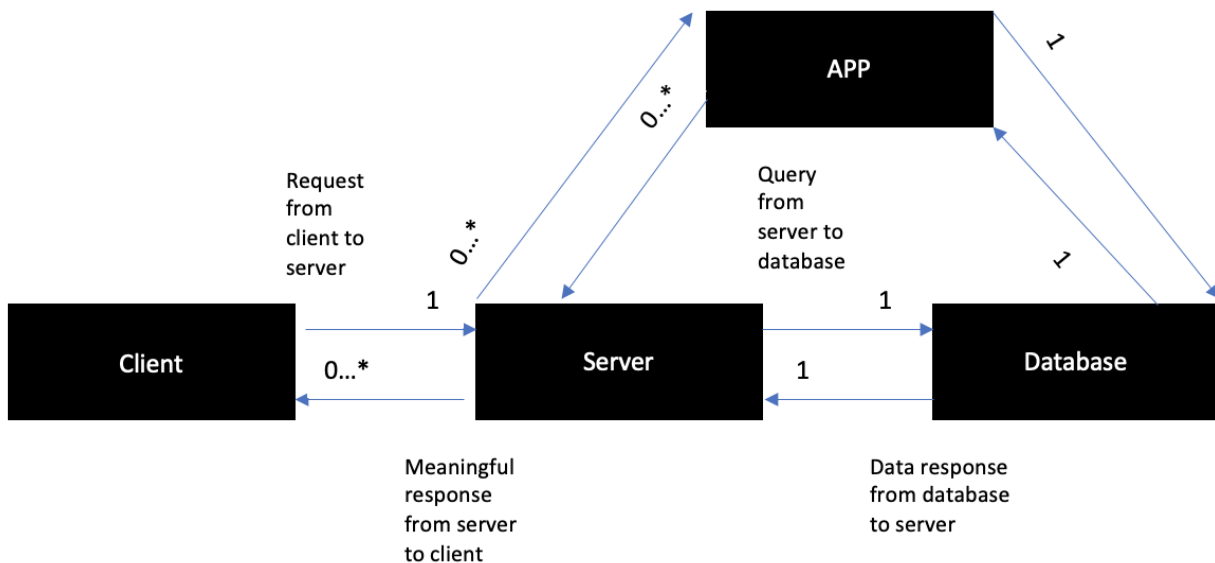 APP
1
0...*
Request
from
client to
server
Query
from
server to
database
0...*
1
1
1
Client
0...*
Server
1
Database
Meaningful
response
from server
to client
Data response
from database
to server